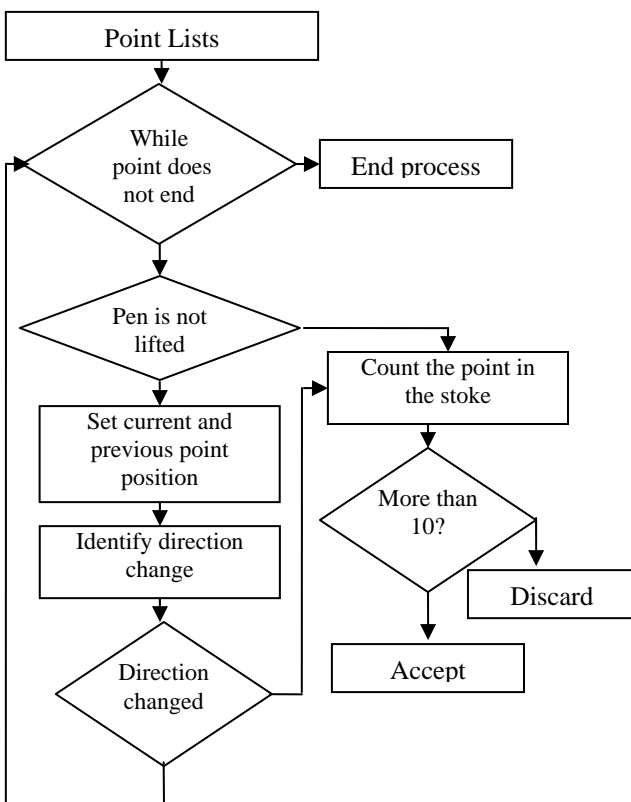 Point Lists
While
point does
not end
End process
Pen is not
lifted
Count the point in
the stoke
Set current and
previous point
position
More than
10?
Identify direction
change
Discard
Direction
changed
Accept